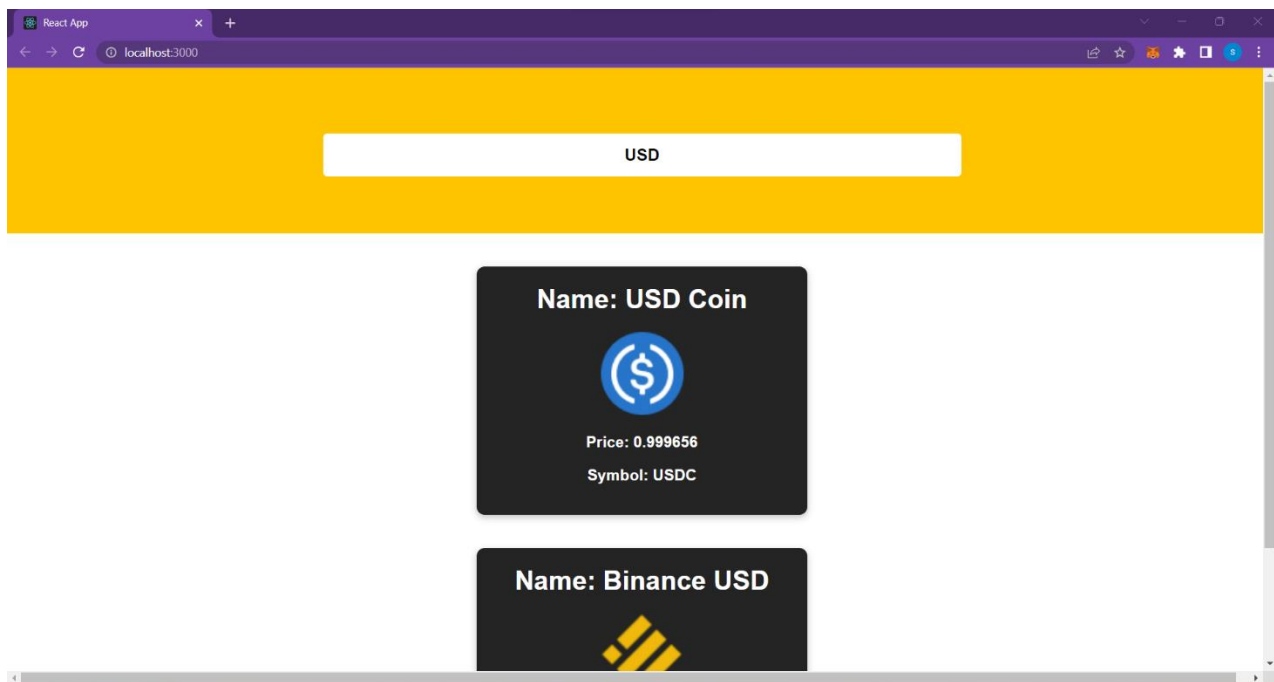 React App
localhost:3000
S
USD
Name: USD Coin
$
Price: 0.999656
Symbol: USDC
Name: Binance USD